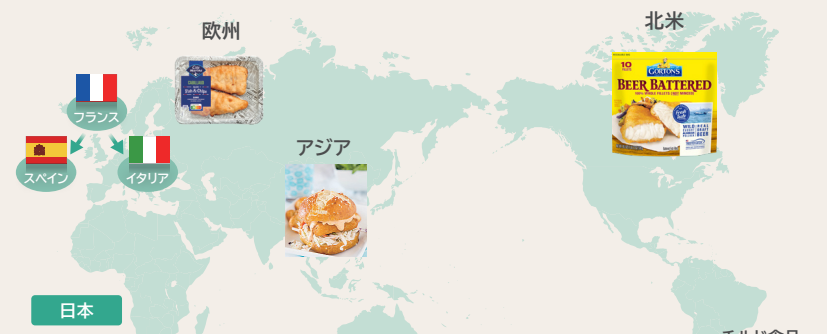 欧州
北米
フランス
スペイン
イタリア
アジア
10
GORTON'S
BEER BATTERED
日本